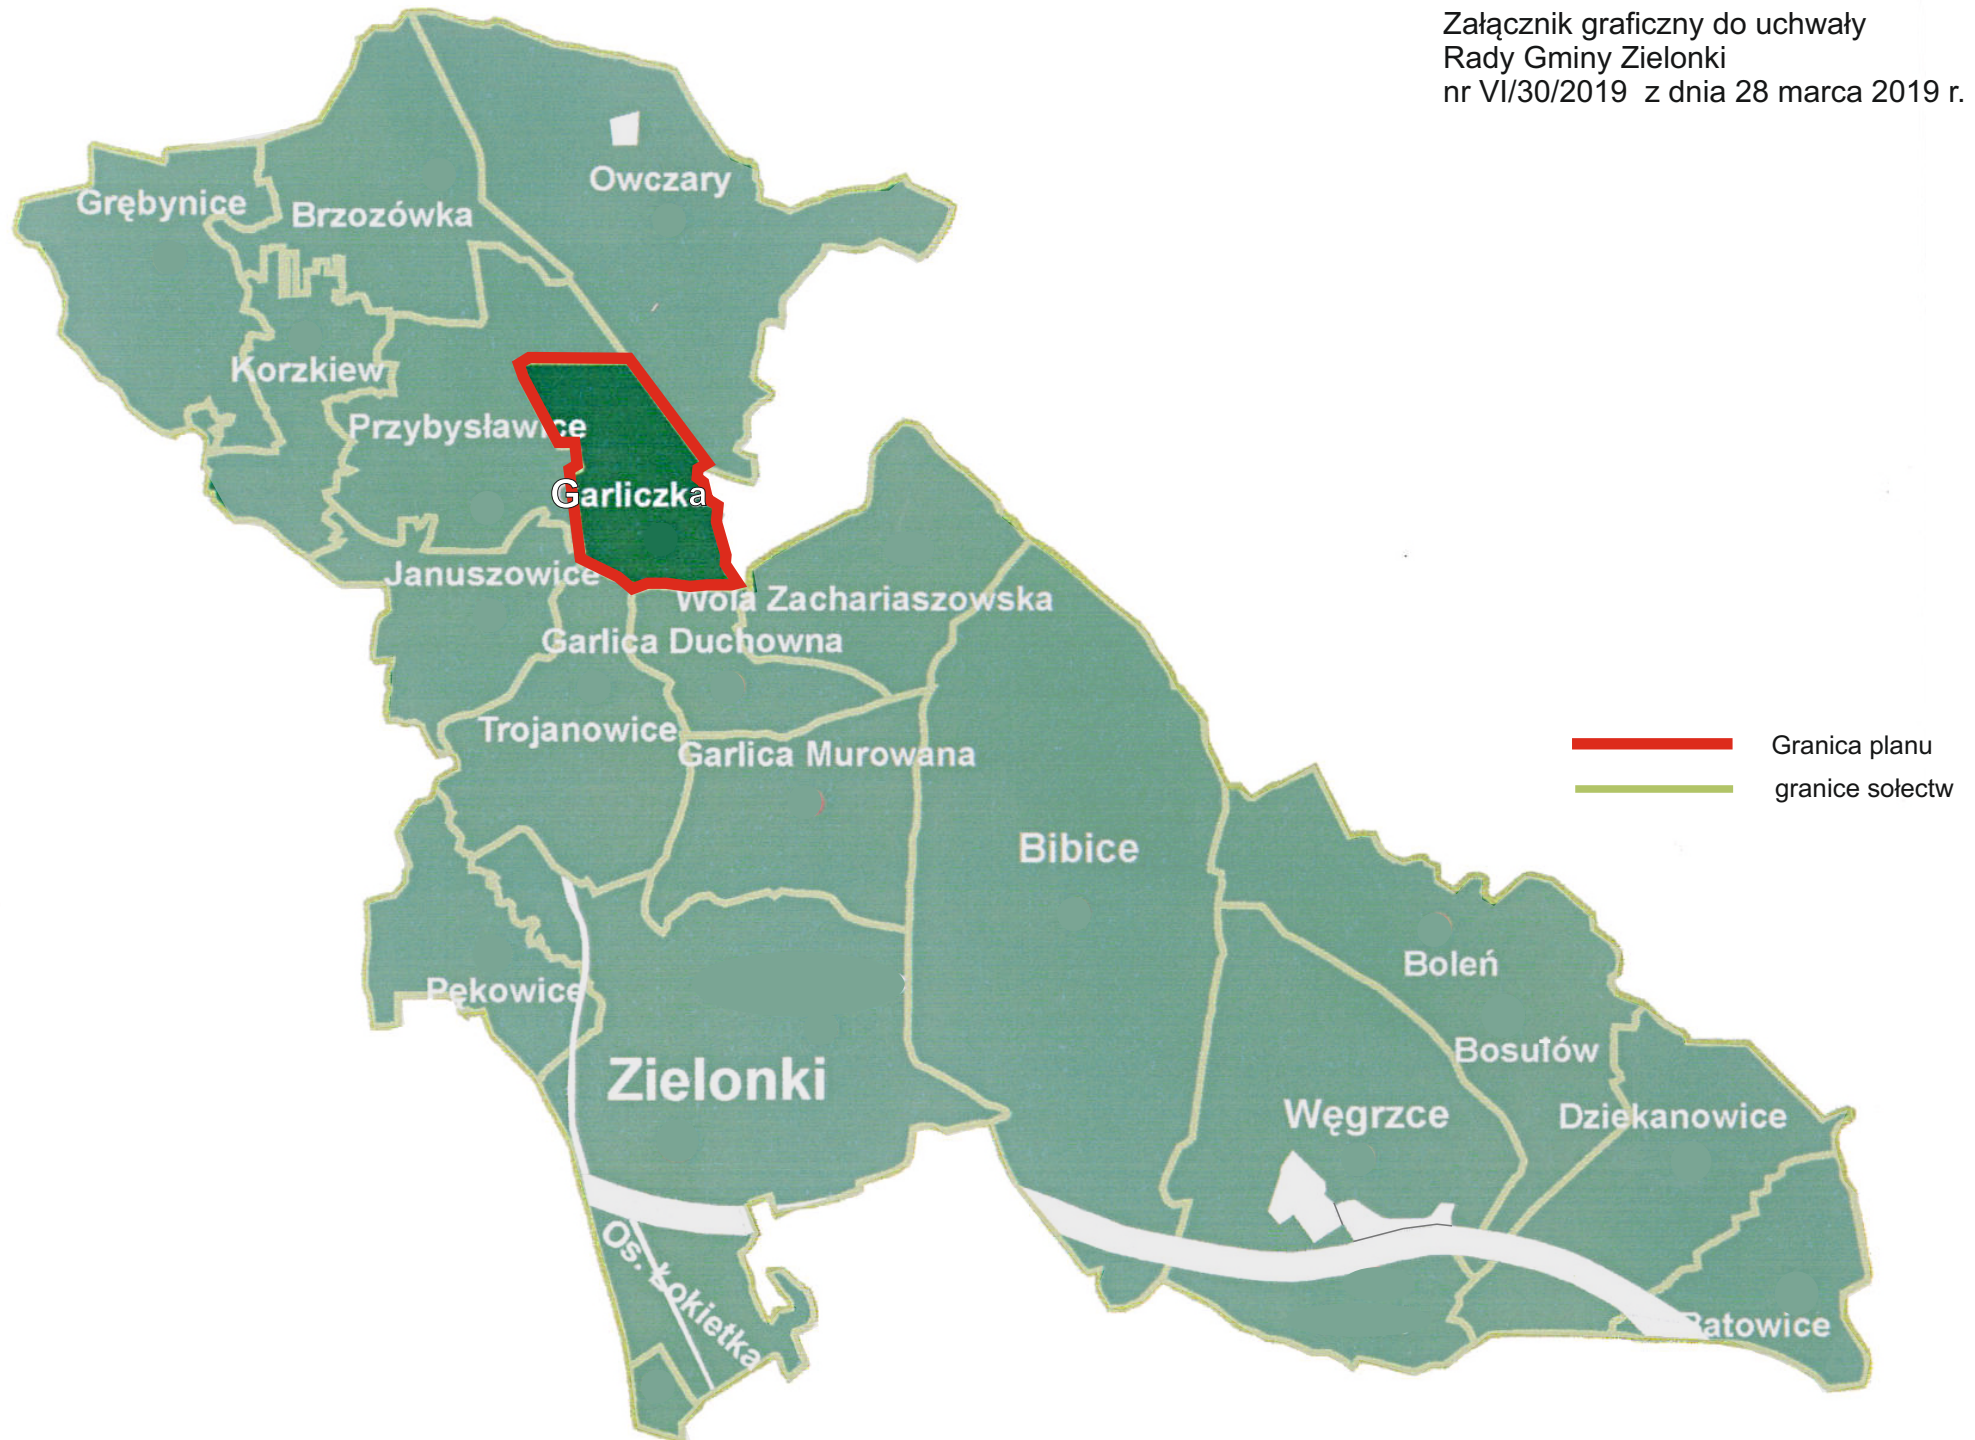 Załącznik graficzny do uchwały
Rady Gminy Zielonki
nr VI/30/2019 z dnia 28 marca 2019 r.
Owczary
Grębynice
Brzozówka
Korzkiew
Przybysławice
Garliczka
Januszowice
Wola Zachariaszowska
Garlica Duchowna
Trojanowice
Garlica Murowana
Granica planu
granice sołectw
Bibice
Boleń
Pękowice
Bosutów
Zielonki
Węgrzce
Dziekanowice
Os. Łokietka
Batowice